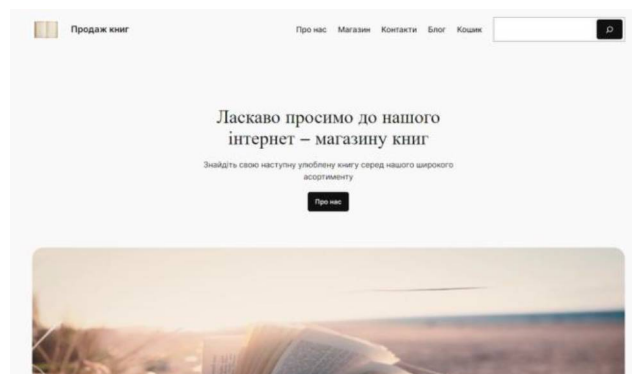 Продаж книг
Про нас Магазин Контакти Блог Кошик
Ласкаво просимо до нашого
інтернет – магазину книг
Знайдіть свою наступну улюблену книгу серед нашого широкого
асортименту
Про нас